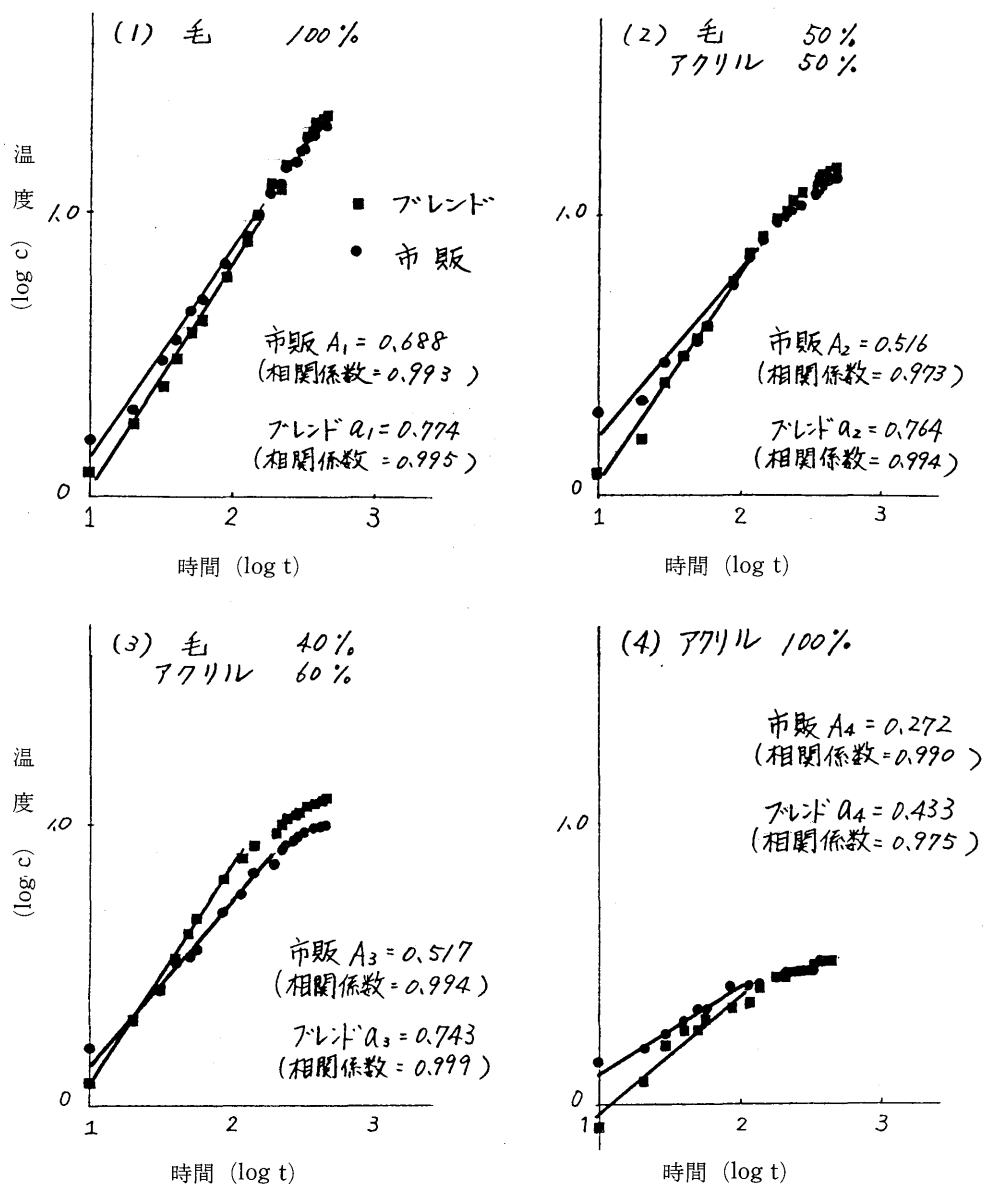 (1) 毛 100%
温度 (log c)
1.0
0
■ ブレンド
● 市販
市販 A₁ = 0.688
(相関係数=0.993)
ブレンド a₁ = 0.774
(相関係数 =0.995)
1 2 3
時間 (log t)
(2) 毛 50%
アクリル 50%
1.0
0
市販 A₂ = 0.516
(相関係数=0.973)
ブレンド a₂ = 0.764
(相関係数=0.994)
1 2 3
時間 (log t)
(3) 毛 40%
アクリル 60%
温度 (log c)
1.0
0
市販 A₃ = 0.517
(相関係数=0.994)
ブレンド a₃ = 0.743
(相関係数=0.999)
1 2 3
時間 (log t)
(4) アクリル 100%
市販 A₄ = 0.272
(相関係数=0.990)
ブレンド a₄ = 0.433
(相関係数=0.975)
1.0
0
1 2 3
時間 (log t)